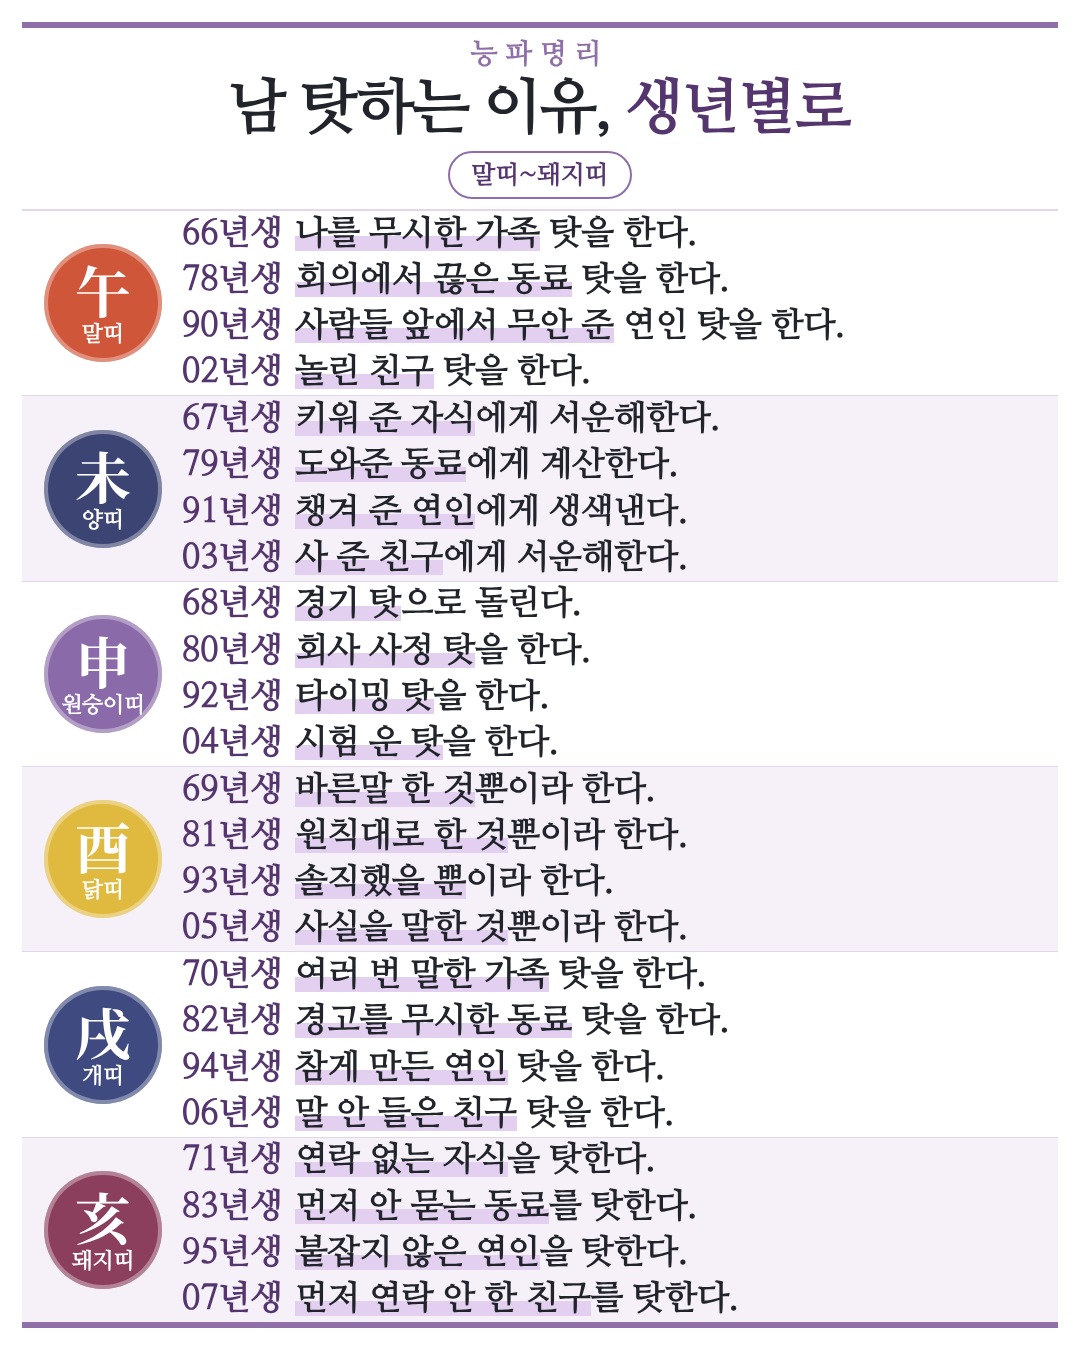 능파명리
남 탓하는 이유, 생년별로
말띠~돼지띠
午
말띠
66년생 나를 무시한 가족 탓을 한다.
78년생 회의에서 끊은 동료 탓을 한다.
90년생 사람들 앞에서 무안 준 연인 탓을 한다.
02년생 놀린 친구 탓을 한다.
未
양띠
67년생 키워 준 자식에게 서운해한다.
79년생 도와준 동료에게 계산한다.
91년생 챙겨 준 연인에게 생색낸다.
03년생 사 준 친구에게 서운해한다.
申
원숭이띠
68년생 경기 탓으로 돌린다.
80년생 회사 사정 탓을 한다.
92년생 타이밍 탓을 한다.
04년생 시험 운 탓을 한다.
酉
닭띠
69년생 바른말 한 것뿐이라 한다.
81년생 원칙대로 한 것뿐이라 한다.
93년생 솔직했을 뿐이라 한다.
05년생 사실을 말한 것뿐이라 한다.
戌
개띠
70년생 여러 번 말한 가족 탓을 한다.
82년생 경고를 무시한 동료 탓을 한다.
94년생 참게 만든 연인 탓을 한다.
06년생 말 안 들은 친구 탓을 한다.
亥
돼지띠
71년생 연락 없는 자식을 탓한다.
83년생 먼저 안 묻는 동료를 탓한다.
95년생 붙잡지 않은 연인을 탓한다.
07년생 먼저 연락 안 한 친구를 탓한다.